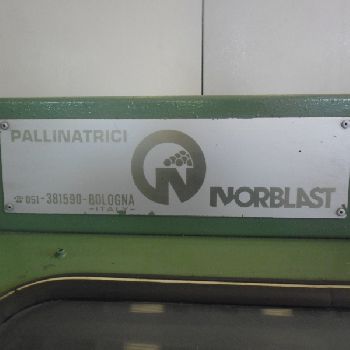 PALLINATRICI
NORBLAST
☎ 051-381590-BOLOGNA
-ITALY-